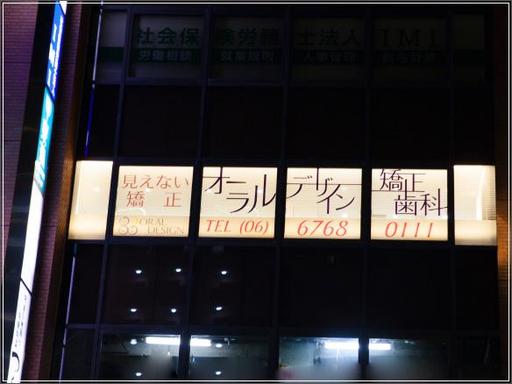 社会保険労務士法人 IMI
見えない
矯正
ORAL
DESIGN
オーラルデザイン矯正歯科
TEL (06) 6768 0111